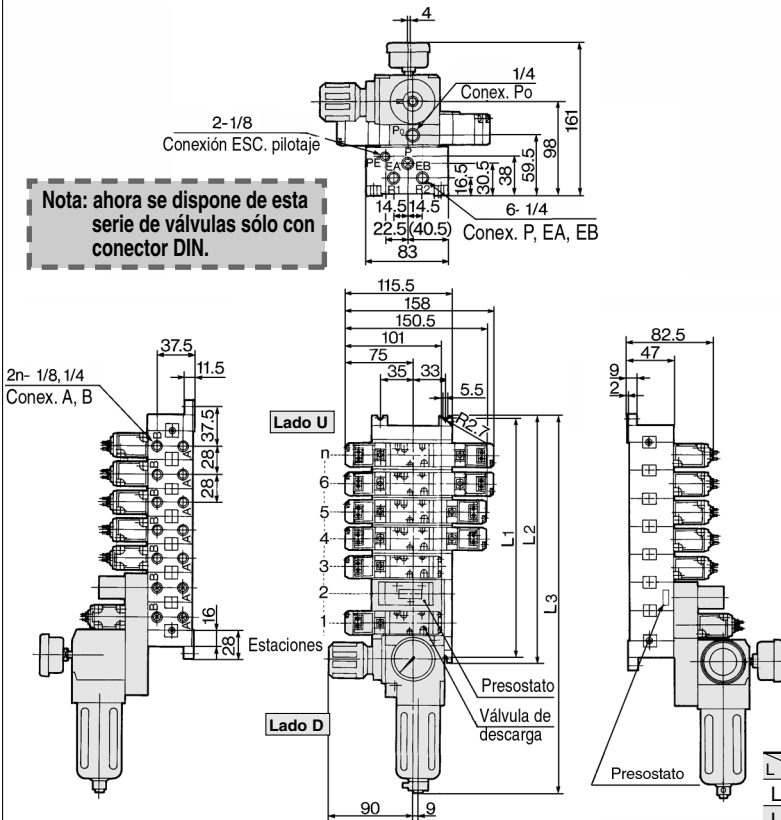 4
1/4
Conex. Po
2-1/8
Conexión ESC. pilotaje
Po
P
PE
EA
EB
R1
R2
16.5
30.5
38
59.5
98
161
14.5
14.5
22.5
(40.5)
83
6- 1/4
Conex. P, EA, EB
Nota: ahora se dispone de esta
serie de válvulas sólo con
conector DIN.
37.5
11.5
2n- 1/8, 1/4
Conex. A, B
37.5
28
28
B
A
B
A
B
A
B
A
B
A
B
A
B
A
16
28
115.5
158
150.5
101
75
35
33
5.5
R2.7
Lado U
n
6
5
4
3
2
1
Estaciones
L1
L2
L3
Presostato
Válvula de
descarga
Lado D
90
9
82.5
47
9
2
Presostato
L
L